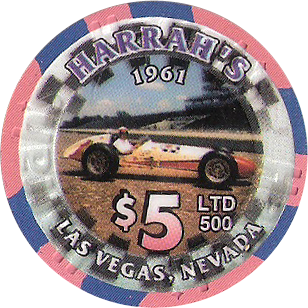 HARRAH'S
1961
$5 LTD
500
LAS VEGAS, NEVADA